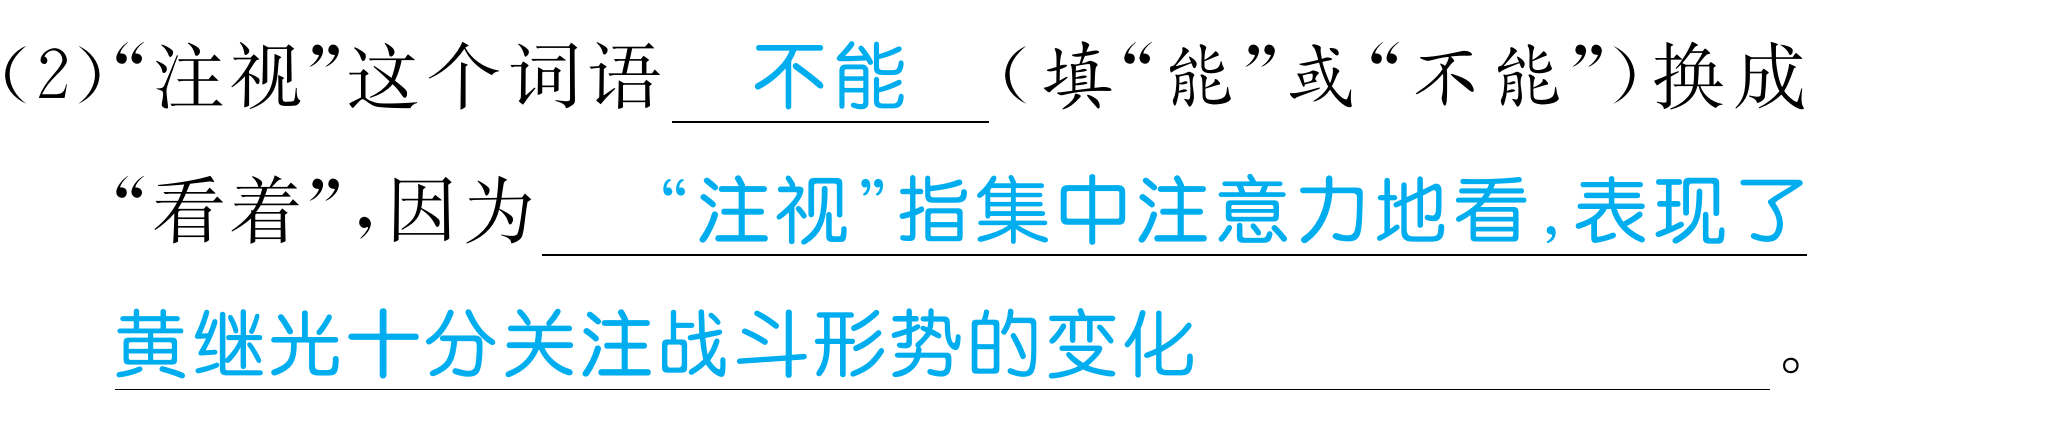 (2)“注视”这个词语 不能 (填“能”或“不能”)换成
“看着”,因为 “注视”指集中注意力地看,表现了
黄继光十分关注战斗形势的变化 。